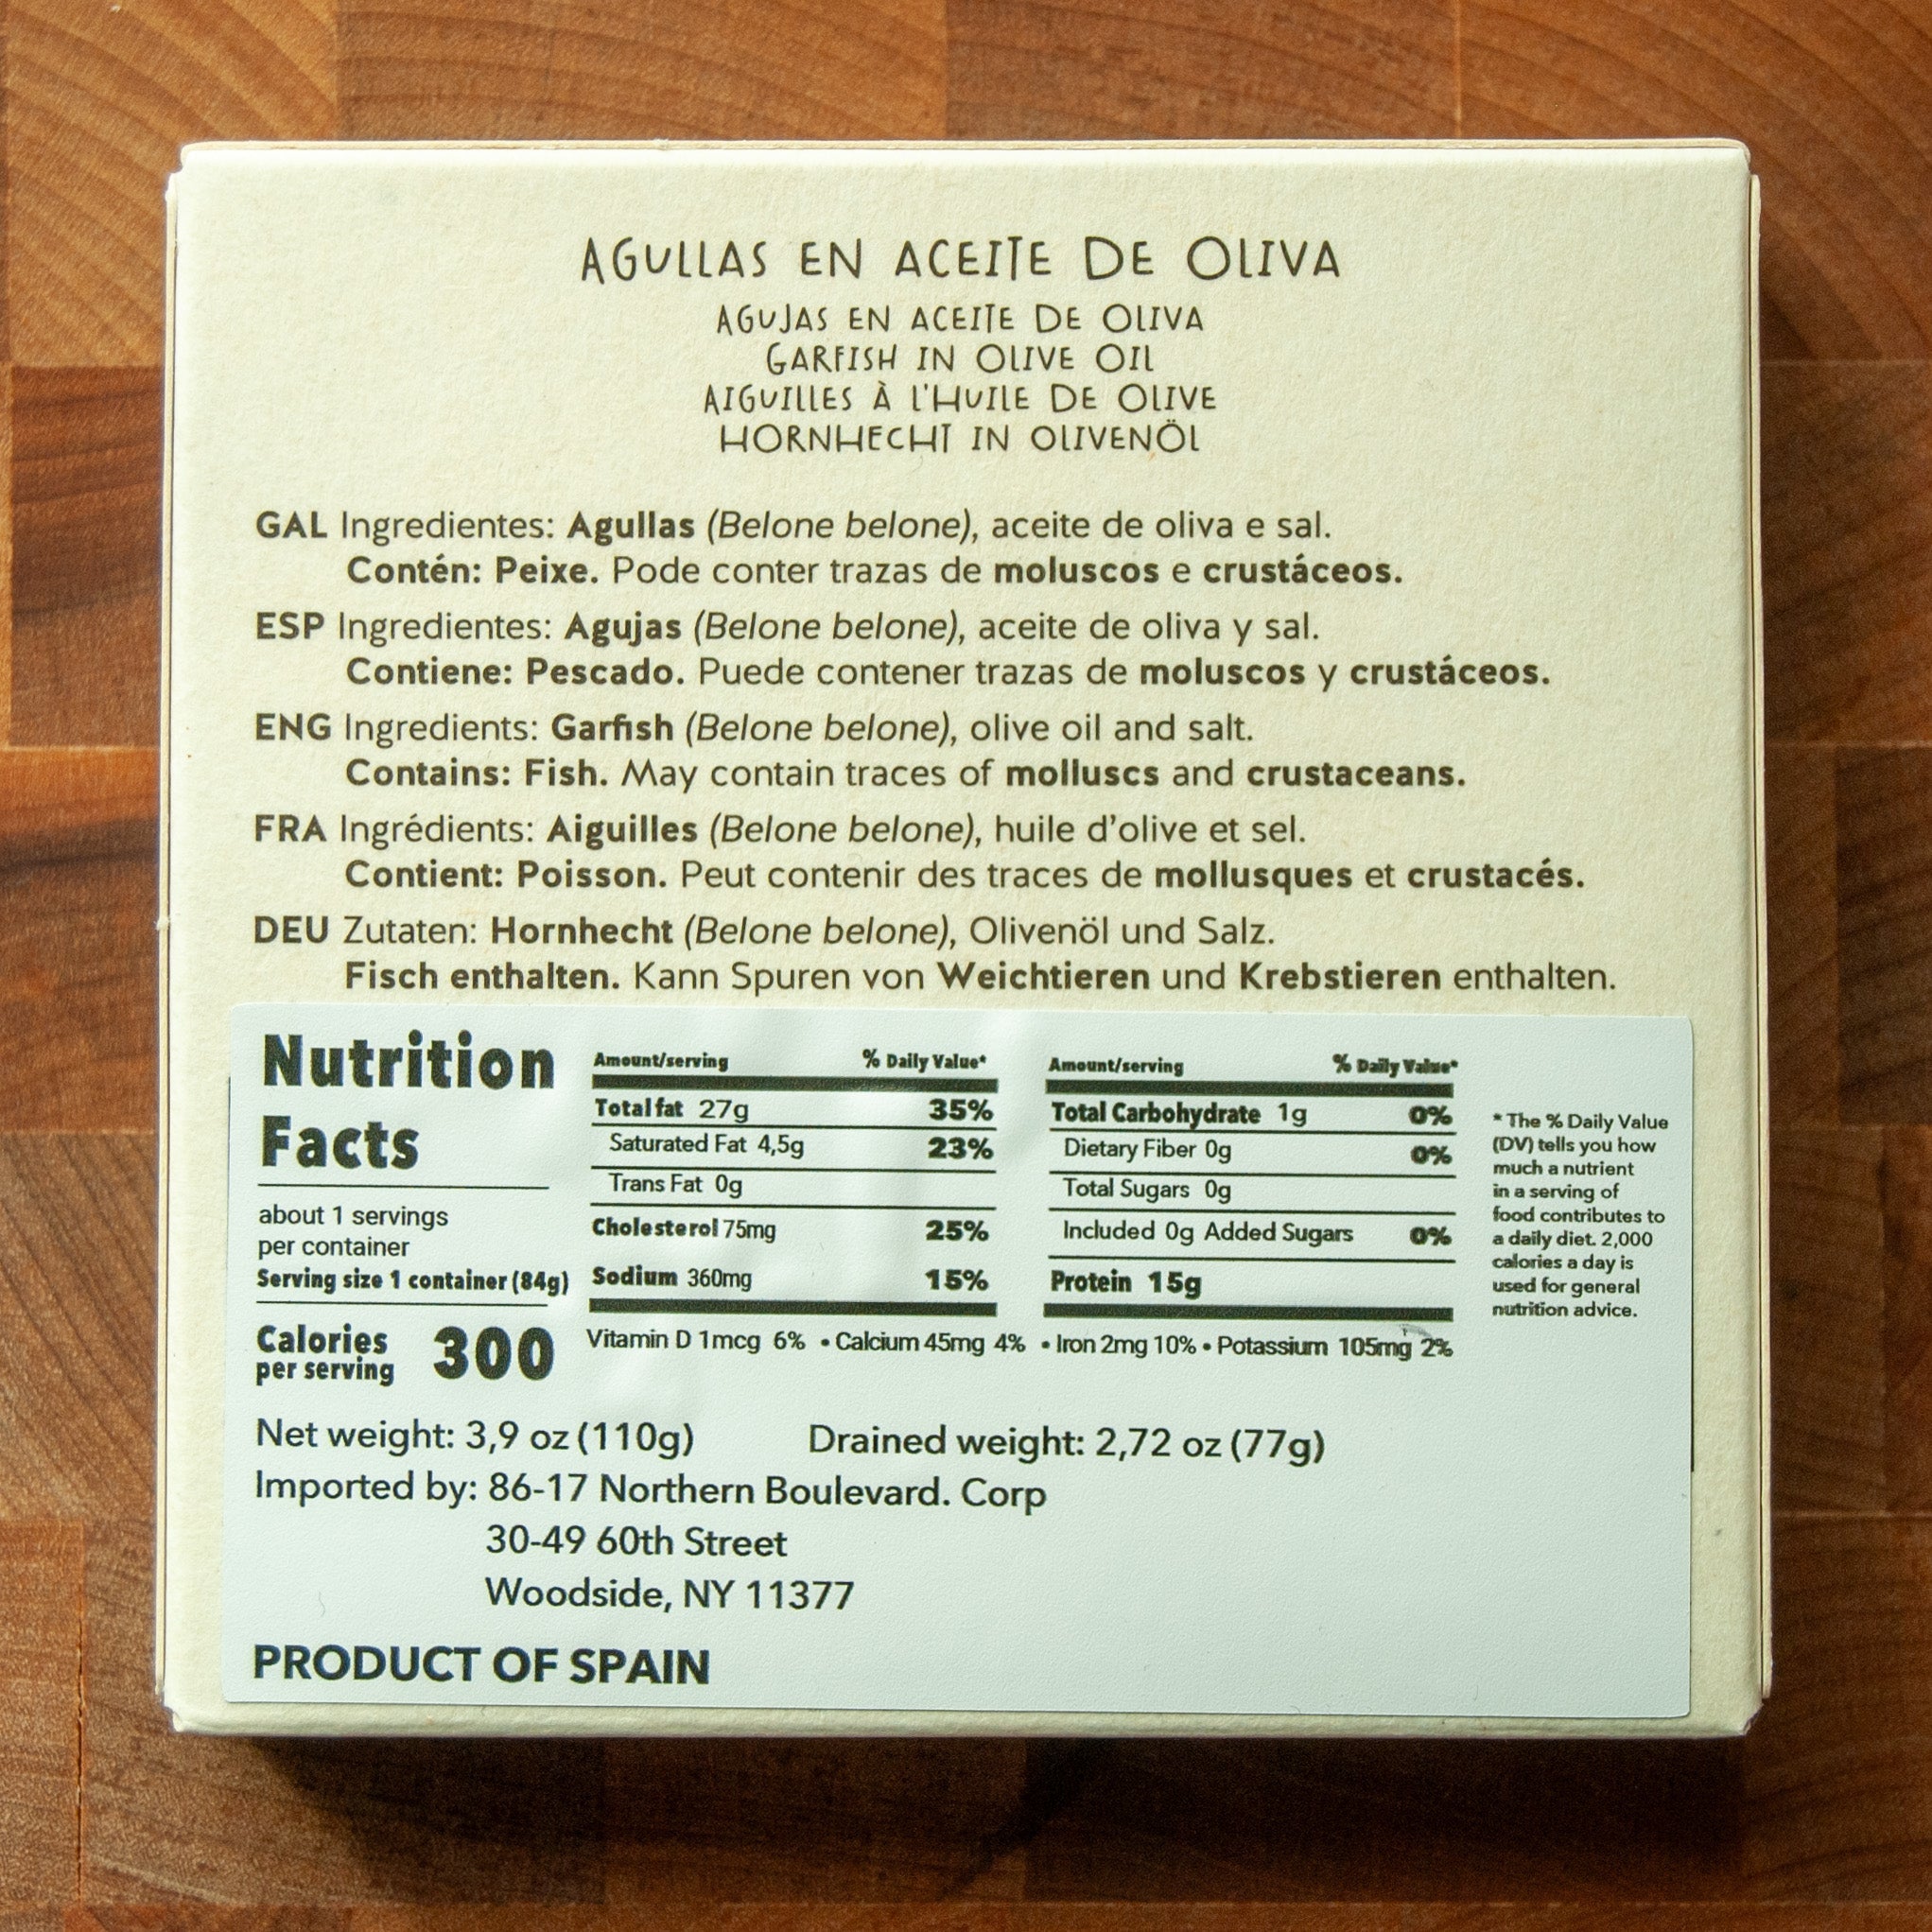 AGULLAS EN ACEITE DE OLIVA
AGUJAS EN ACEITE DE OLIVA
GARFISH IN OLIVE OIL
AIGUILLES À L'HUILE DE OLIVE
HORNHECHT IN OLIVENÖL
GAL Ingredientes: Agullas (Belone belone), aceite de oliva e sal.
Contén: Peixe. Pode conter trazas de moluscos e crustáceos.
ESP Ingredientes: Agujas (Belone belone), aceite de oliva y sal.
Contiene: Pescado. Puede contener trazas de moluscos y crustáceos.
ENG Ingredients: Garfish (Belone belone), olive oil and salt.
Contains: Fish. May contain traces of molluscs and crustaceans.
FRA Ingrédients: Aiguilles (Belone belone), huile d'olive et sel.
Contient: Poisson. Peut contenir des traces de mollusques et crustacés.
DEU Zutaten: Hornhecht (Belone belone), Olivenöl und Salz.
Fisch enthalten. Kann Spuren von Weichtieren und Krebstieren enthalten.
Nutrition
Facts
about 1 servings
per container
Serving size 1 container (84g)
Calories
per serving 300
Amount/serving % Daily Value*
Total fat 27g 35%
Saturated Fat 4,5g 23%
Trans Fat 0g
Cholesterol 75mg 25%
Sodium 360mg 15%
Amount/serving % Daily Value*
Total Carbohydrate 1g 0%
Dietary Fiber 0g 0%
Total Sugars 0g
Included 0g Added Sugars 0%
Protein 15g
Vitamin D 1mcg 6% • Calcium 45mg 4% • Iron 2mg 10% • Potassium 105mg 2%
* The % Daily Value
(DV) tells you how
much a nutrient
in a serving of
food contributes to
a daily diet. 2,000
calories a day is
used for general
nutrition advice.
Net weight: 3,9 oz (110g) Drained weight: 2,72 oz (77g)
Imported by: 86-17 Northern Boulevard. Corp
30-49 60th Street
Woodside, NY 11377
PRODUCT OF SPAIN